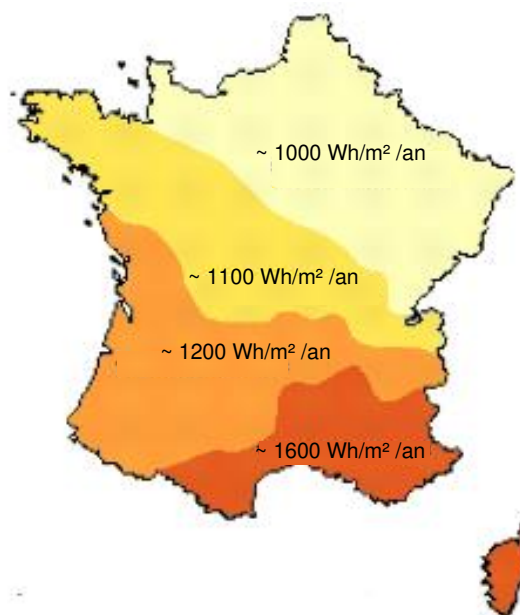 ~ 1000 Wh/m² /an
~ 1100 Wh/m² /an
~ 1200 Wh/m² /an
~ 1600 Wh/m² /an